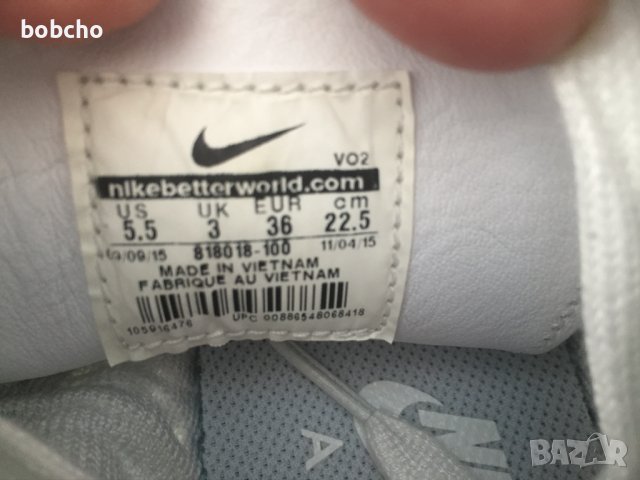 bobcho
VO2
nikebetterworld.com
US UK EUR cm
5.5 3 36 22.5
09/09/15 818018-100 11/04/15
MADE IN VIETNAM
FABRIQUE AU VIETNAM
105916476 UPC 00886548068418
A
BAZAR